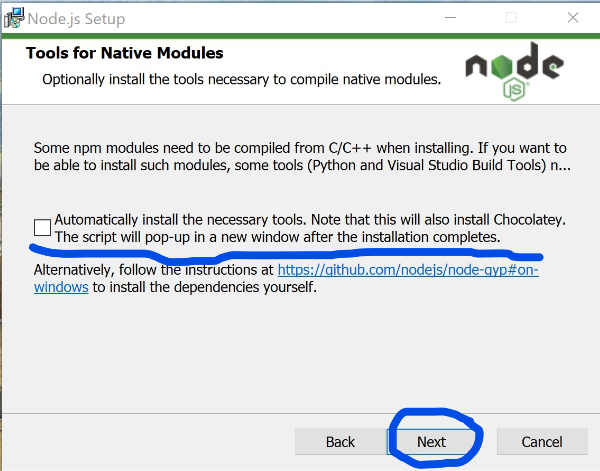 Node.js Setup
Tools for Native Modules
Optionally install the tools necessary to compile native modules.
node
JS
Some npm modules need to be compiled from C/C++ when installing. If you want to
be able to install such modules, some tools (Python and Visual Studio Build Tools) n...
Automatically install the necessary tools. Note that this will also install Chocolatey.
The script will pop-up in a new window after the installation completes.
Alternatively, follow the instructions at https://github.com/nodejs/node-gyp#on-
windows to install the dependencies yourself.
Back
Next
Cancel